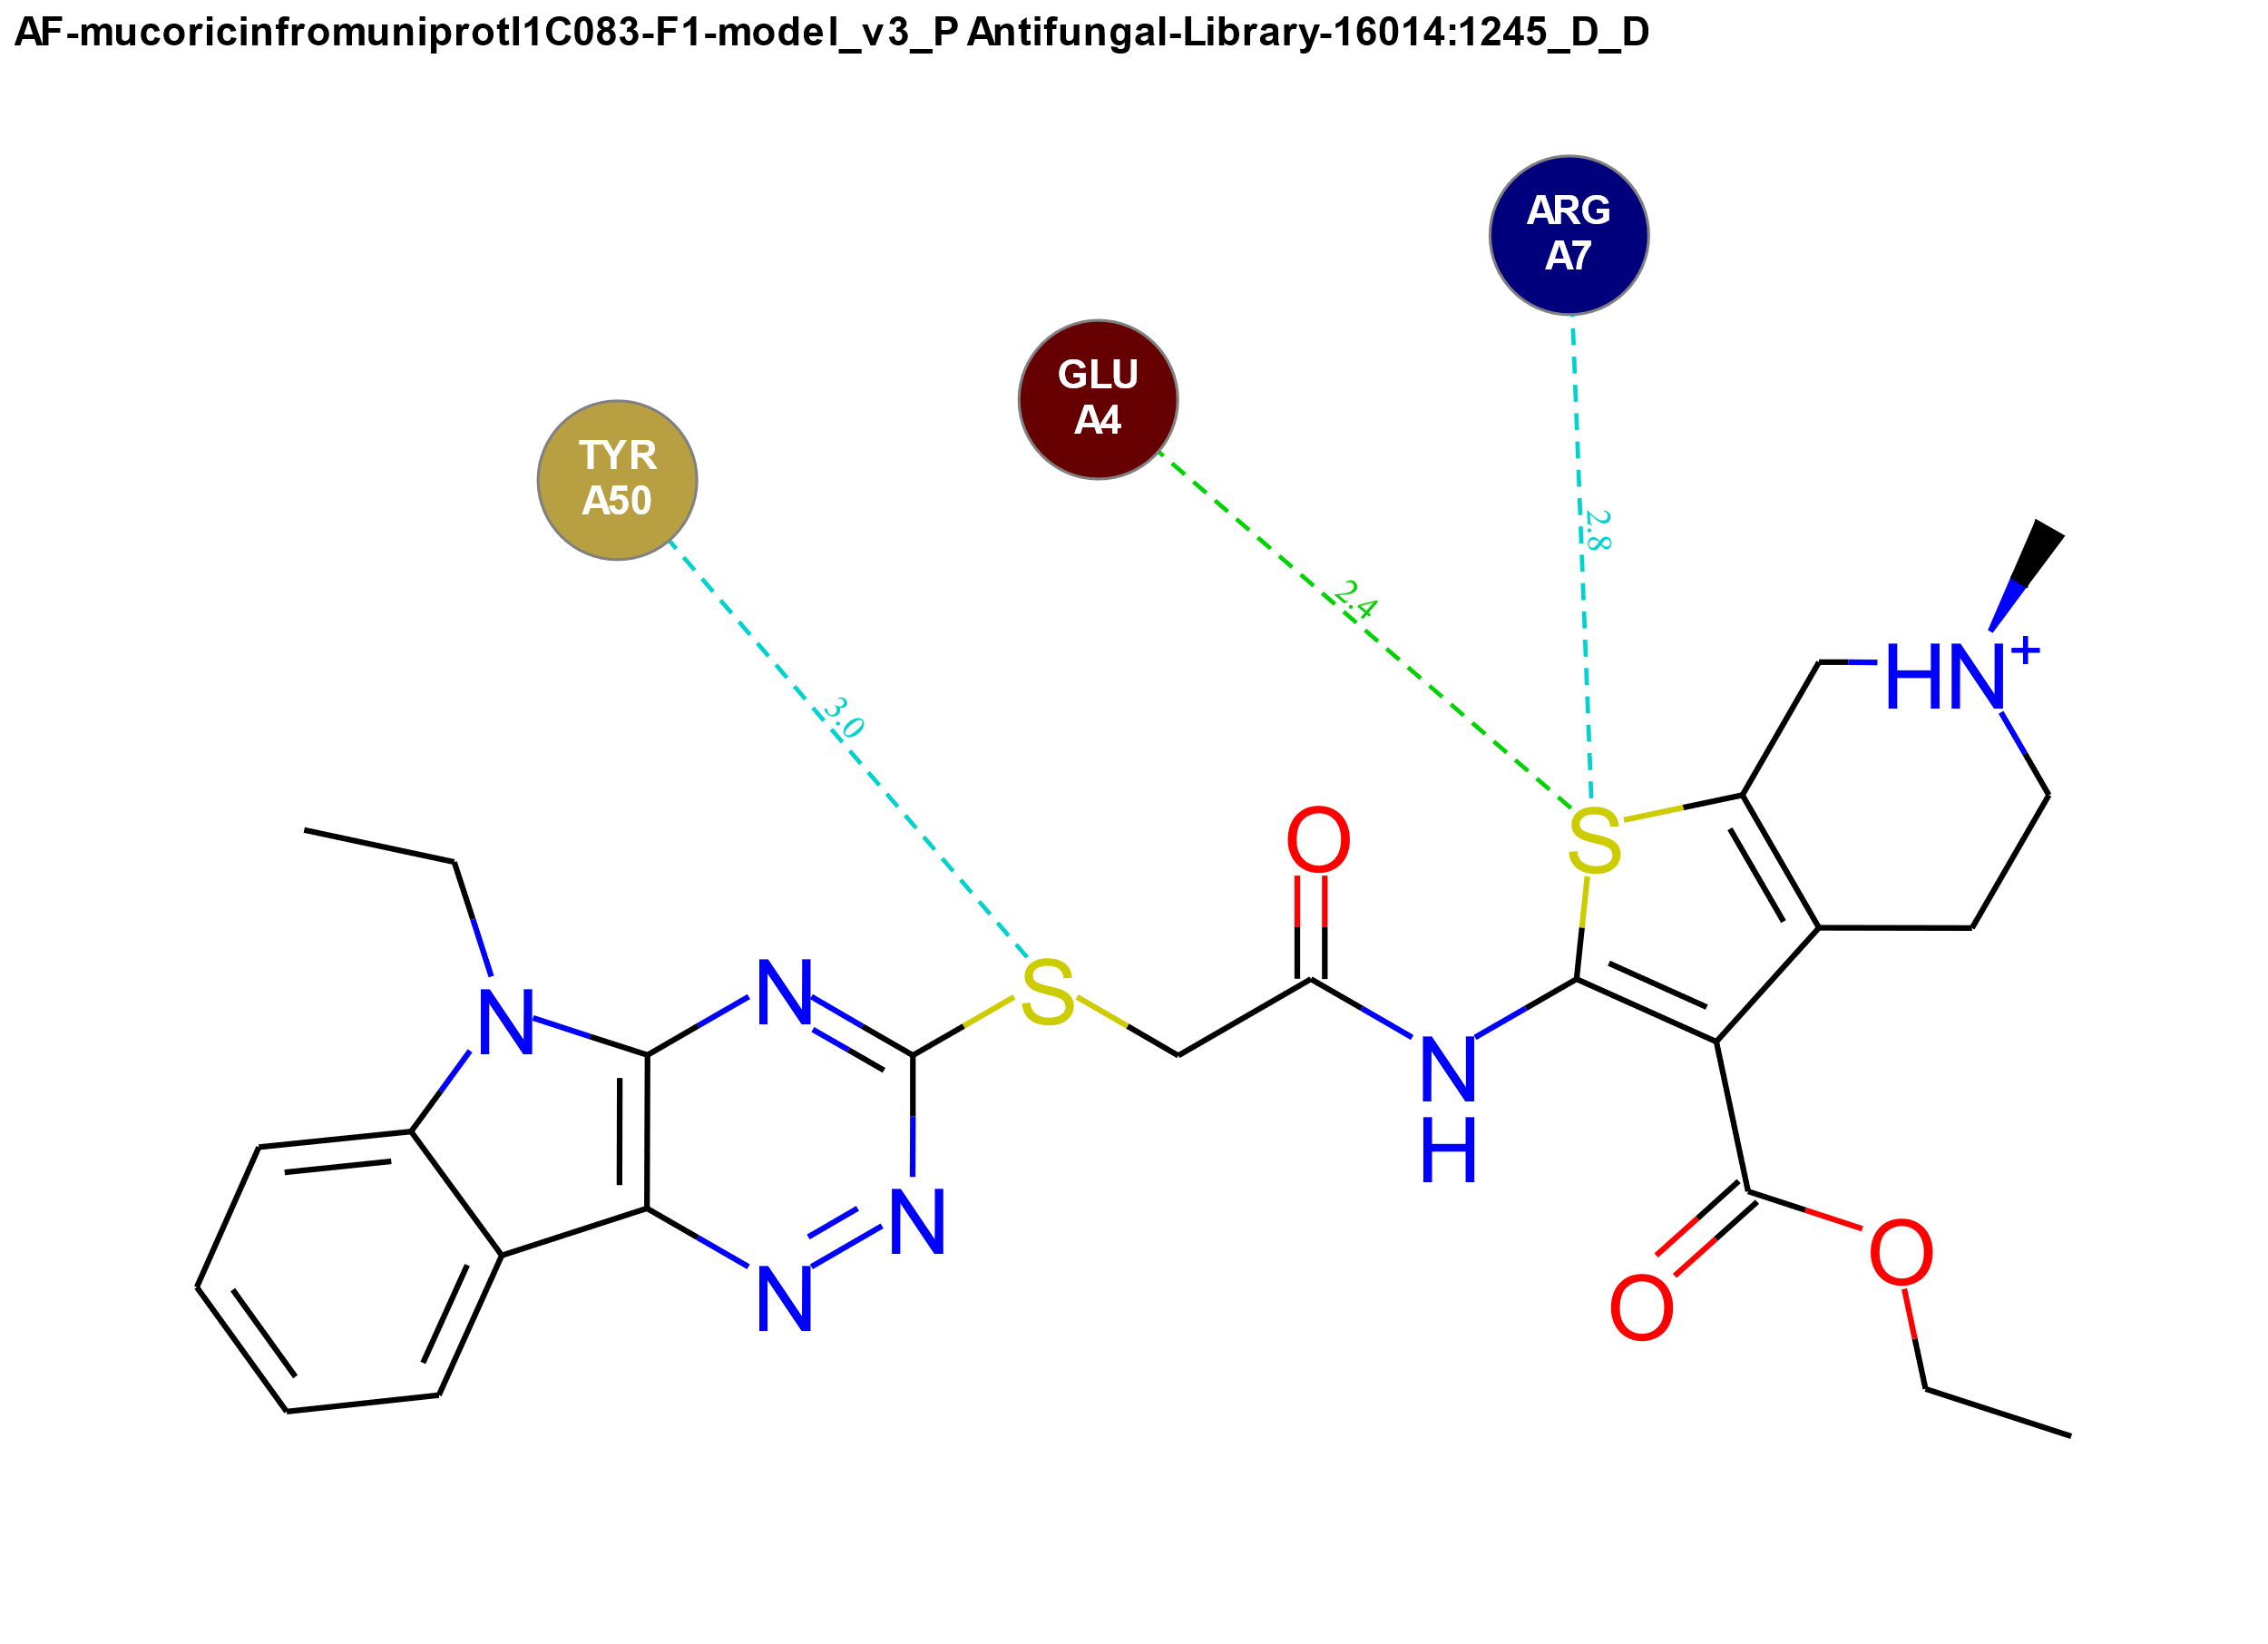 AF-mucoricinfromuniprotI1C083-F1-model_v3_P Antifungal-Library-16014:1245_D_D
ARG
A7
GLU
A4
TYR
A50
2.8
2.4
3.0
HN+
S
O
S
N
N
N
H
N
O
N
O